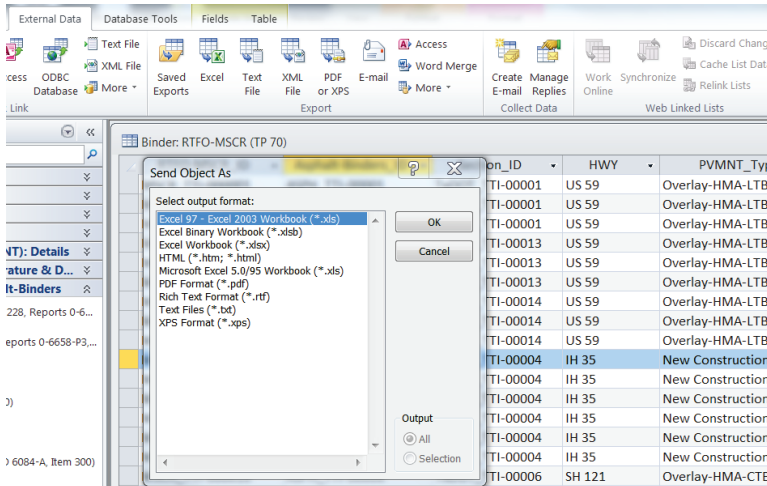 External Data Database Tools Fields Table
Text File
XML File
More
ODBC Database
Saved Exports
Excel
Text File
XML File
PDF or XPS
E-mail
Access
Word Merge
More
Create E-mail
Manage Replies
Work Online
Synchronize
Discard Chang
Cache List Dat
Relink Lists
Link
Export
Collect Data
Web Linked Lists
Binder: RTFO-MSCR (TP 70)
on_ID HWY PVMNT_Typ
Send Object As
Select output format:
Excel 97 - Excel 2003 Workbook (*.xls)
Excel Binary Workbook (*.xlsb)
Excel Workbook (*.xlsx)
HTML (*.htm; *.html)
Microsoft Excel 5.0/95 Workbook (*.xls)
PDF Format (*.pdf)
Rich Text Format (*.rtf)
Text Files (*.txt)
XPS Format (*.xps)
OK
Cancel
Output
All
Selection
NT): Details
rature & D...
lt-Binders
228, Reports 0-6...
eports 0-6658-P3,...
0)
6084-A, Item 300)
TI-00001 US 59 Overlay-HMA-LTB
TI-00001 US 59 Overlay-HMA-LTB
TI-00001 US 59 Overlay-HMA-LTB
TI-00013 US 59 Overlay-HMA-LTB
TI-00013 US 59 Overlay-HMA-LTB
TI-00013 US 59 Overlay-HMA-LTB
TI-00014 US 59 Overlay-HMA-LTB
TI-00014 US 59 Overlay-HMA-LTB
TI-00014 US 59 Overlay-HMA-LTB
TI-00004 IH 35 New Construction
TI-00004 IH 35 New Construction
TI-00004 IH 35 New Construction
TI-00004 IH 35 New Construction
TI-00004 IH 35 New Construction
TI-00004 IH 35 New Construction
TI-00006 SH 121 Overlay-HMA-CTB